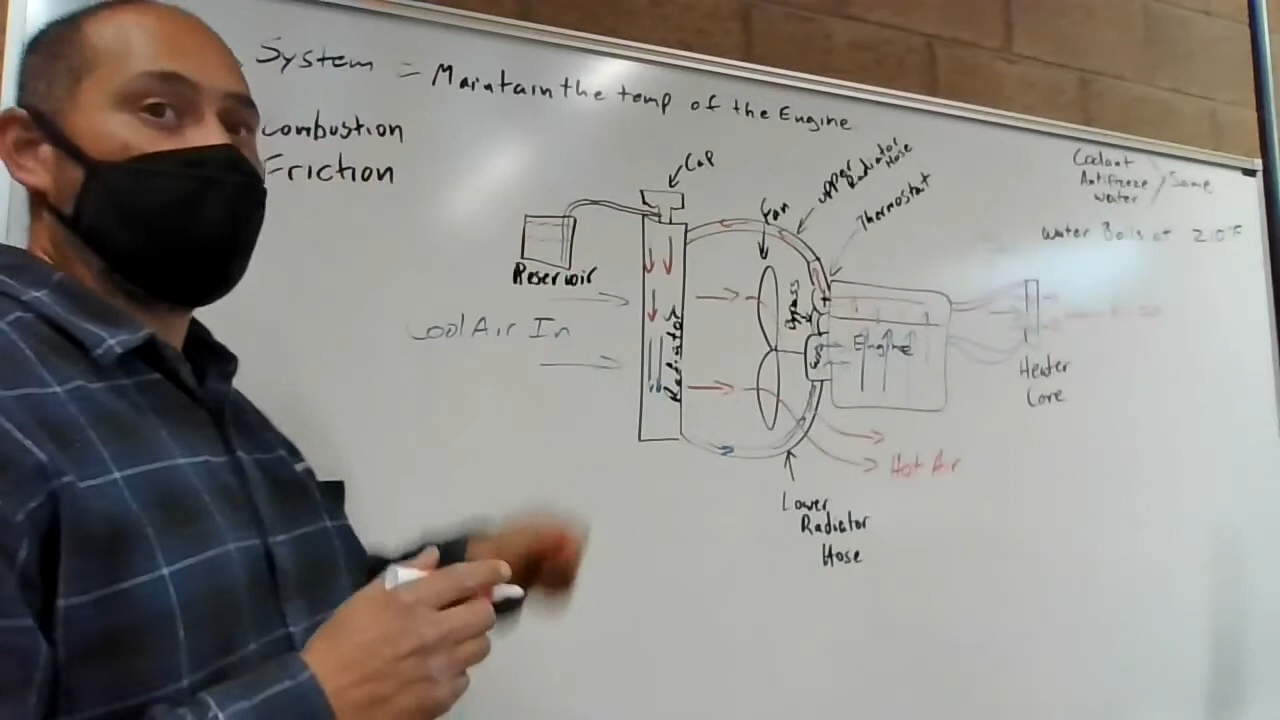 System = Maintain the temp of the Engine
Combustion
Friction
Cap
Upper
Radiator
Hose
Fan
Thermostat
Coolant
Antifreeze
Water
Same
Water Boils at 210°F
Reservoir
Bypass
Cool Air In
Radiator
Engine
Heater
Core
Hot Air
Lower
Radiator
Hose